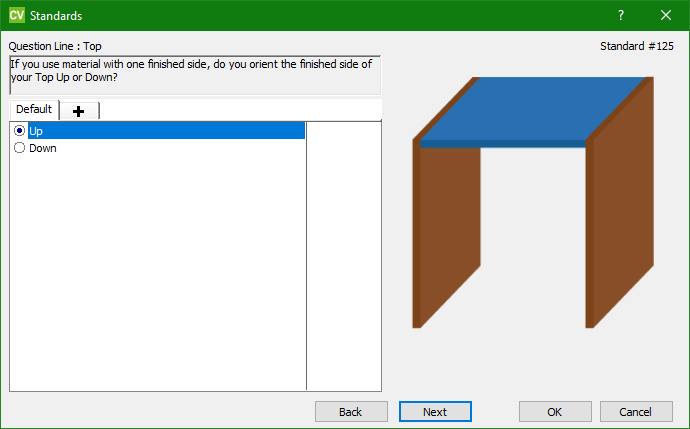 CV Standards
?
Question Line : Top
Standard #125
If you use material with one finished side, do you orient the finished side of
your Top Up or Down?
Default
Up
Down
Back
Next
OK
Cancel